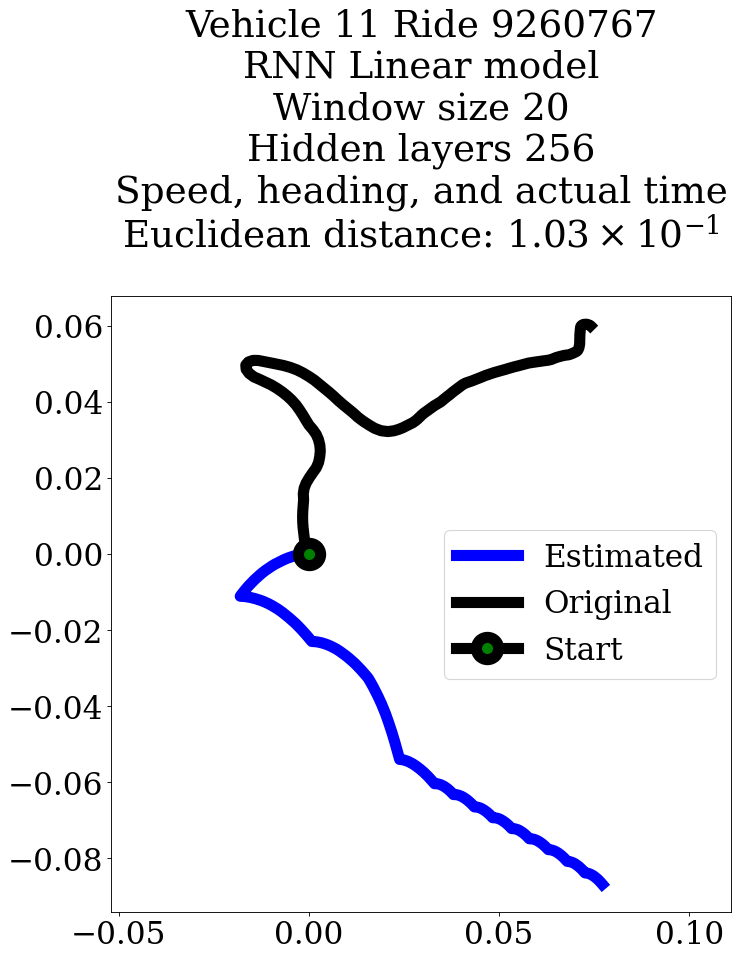 Vehicle 11 Ride 9260767
RNN Linear model
Window size 20
Hidden layers 256
Speed, heading, and actual time
Euclidean distance: 1.03 × 10⁻¹
0.06
0.04
0.02
0.00
−0.02
−0.04
−0.06
−0.08
Estimated
Original
Start
−0.05 0.00 0.05 0.10